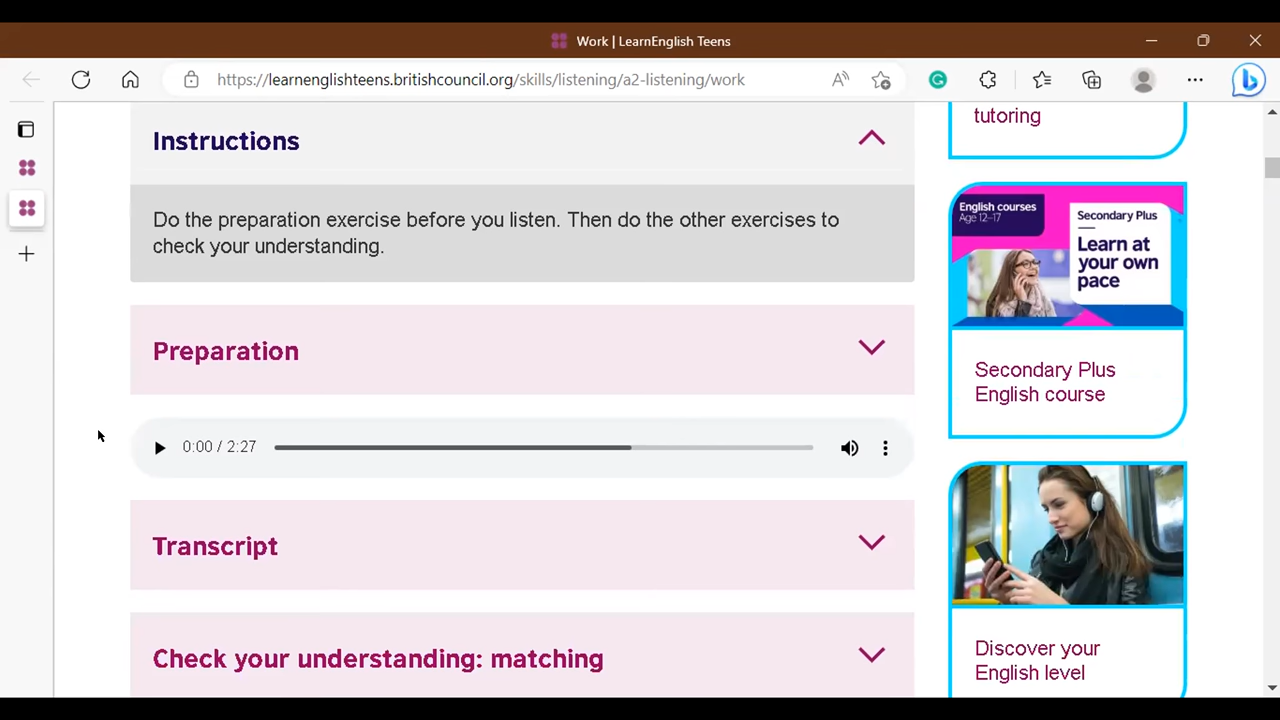 Work | LearnEnglish Teens
https://learnenglishteens.britishcouncil.org/skills/listening/a2-listening/work
Instructions
Do the preparation exercise before you listen. Then do the other exercises to
check your understanding.
Preparation
0:00 / 2:27
Transcript
Check your understanding: matching
tutoring
English courses
Age 12-17
Secondary Plus
Learn at
your own
pace
Secondary Plus
English course
Discover your
English level